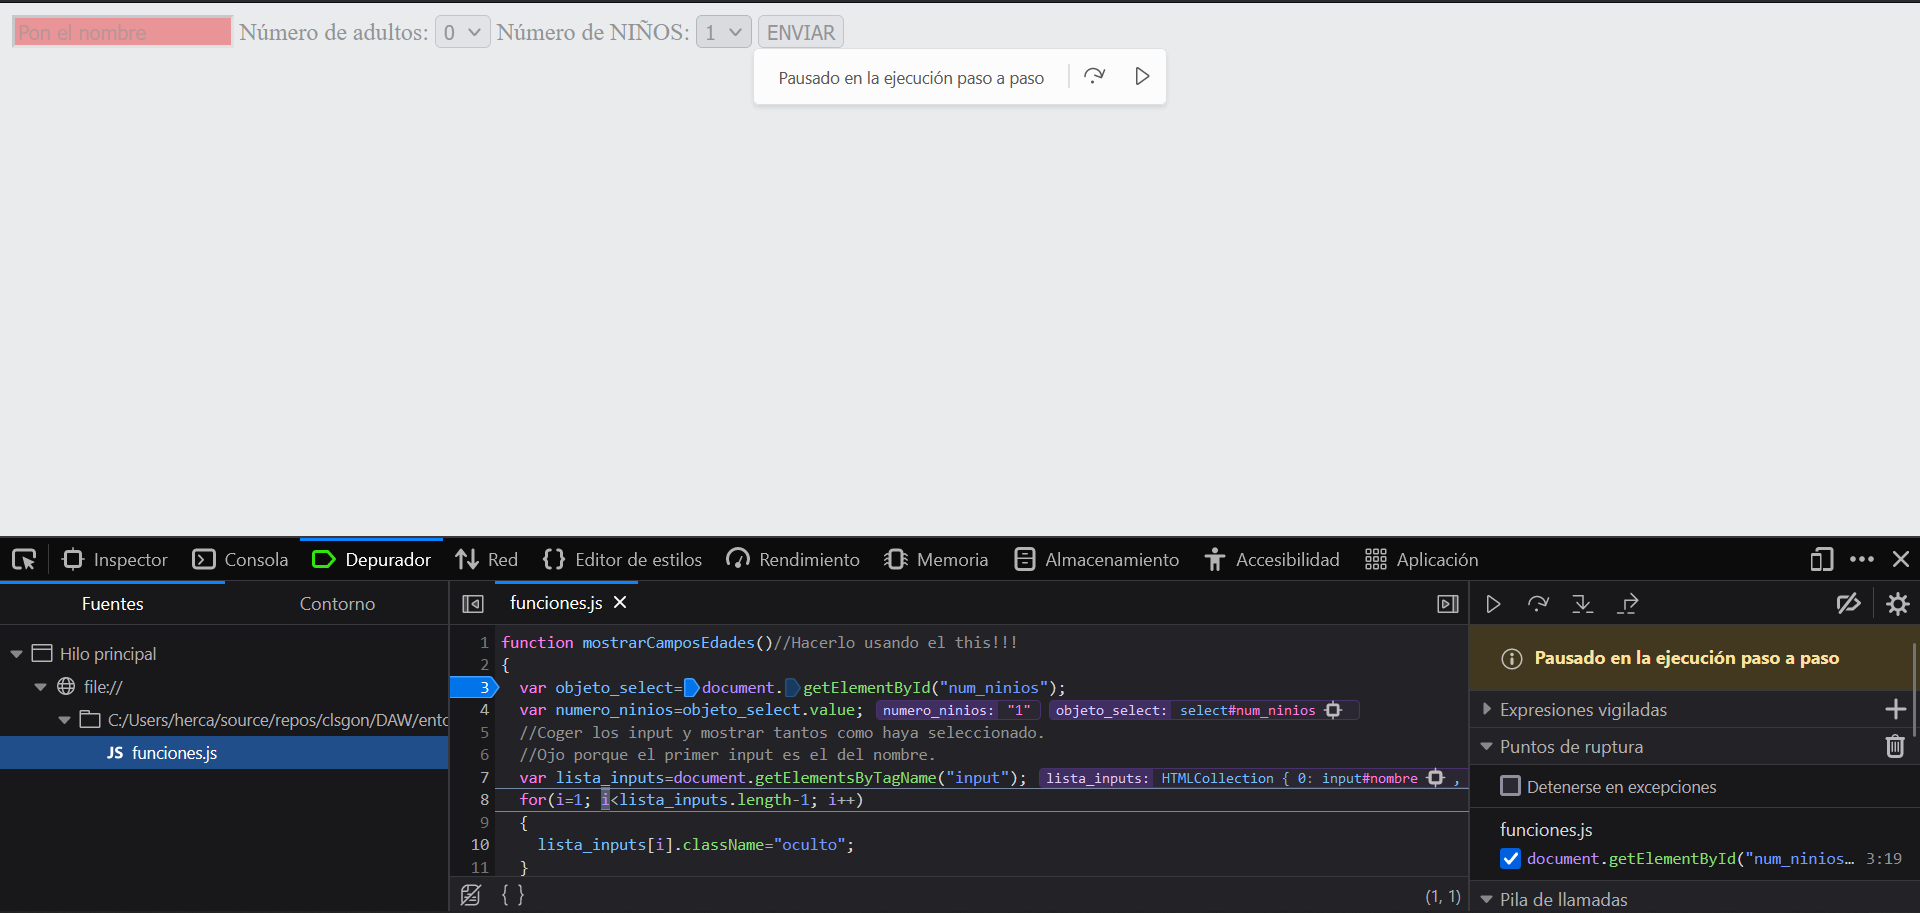 Pon el nombre Número de adultos: 0 Número de NIÑOS: 1 ENVIAR
Pausado en la ejecución paso a paso
Inspector Consola Depurador Red Editor de estilos Rendimiento Memoria Almacenamiento Accesibilidad Aplicación
Fuentes Contorno
Hilo principal
file://
C:/Users/herca/source/repos/clsgon/DAW/ento
JS funciones.js
funciones.js
1 function mostrarCamposEdades()//Hacerlo usando el this!!!
2 {
3 var objeto_select=document.getElementById("num_ninios");
4 var numero_ninios=objeto_select.value; numero_ninios: "1" objeto_select: select#num_ninios
5 //Coger los input y mostrar tantos como haya seleccionado.
6 //Ojo porque el primer input es el del nombre.
7 var lista_inputs=document.getElementsByTagName("input"); lista_inputs: HTMLCollection { 0: input#nombre ,
8 for(i=1; i<lista_inputs.length-1; i++)
9 {
10 lista_inputs[i].className="oculto";
11 }
{ } (1, 1)
Pausado en la ejecución paso a paso
Expresiones vigiladas
Puntos de ruptura
Detenerse en excepciones
funciones.js
document.getElementById("num_ninios… 3:19
Pila de llamadas